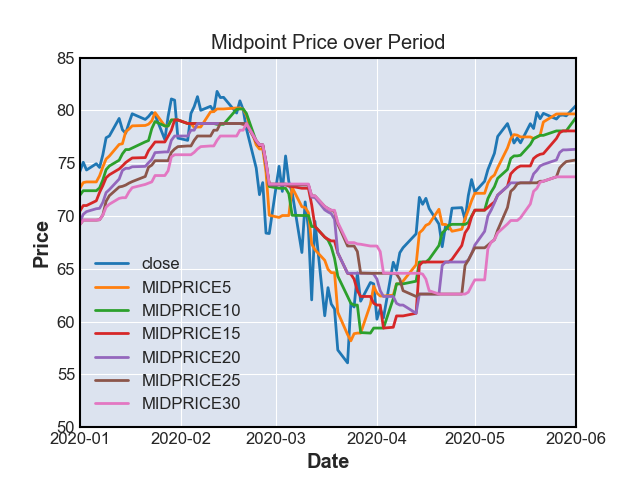 Midpoint Price over Period
85
80
75
70
65
60
55
50
Price
close
MIDPRICE5
MIDPRICE10
MIDPRICE15
MIDPRICE20
MIDPRICE25
MIDPRICE30
2020-01 2020-02 2020-03 2020-04 2020-05 2020-06
Date